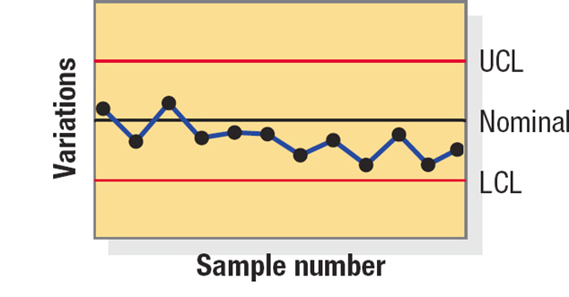 UCL
Nominal
LCL
Variations
Sample number